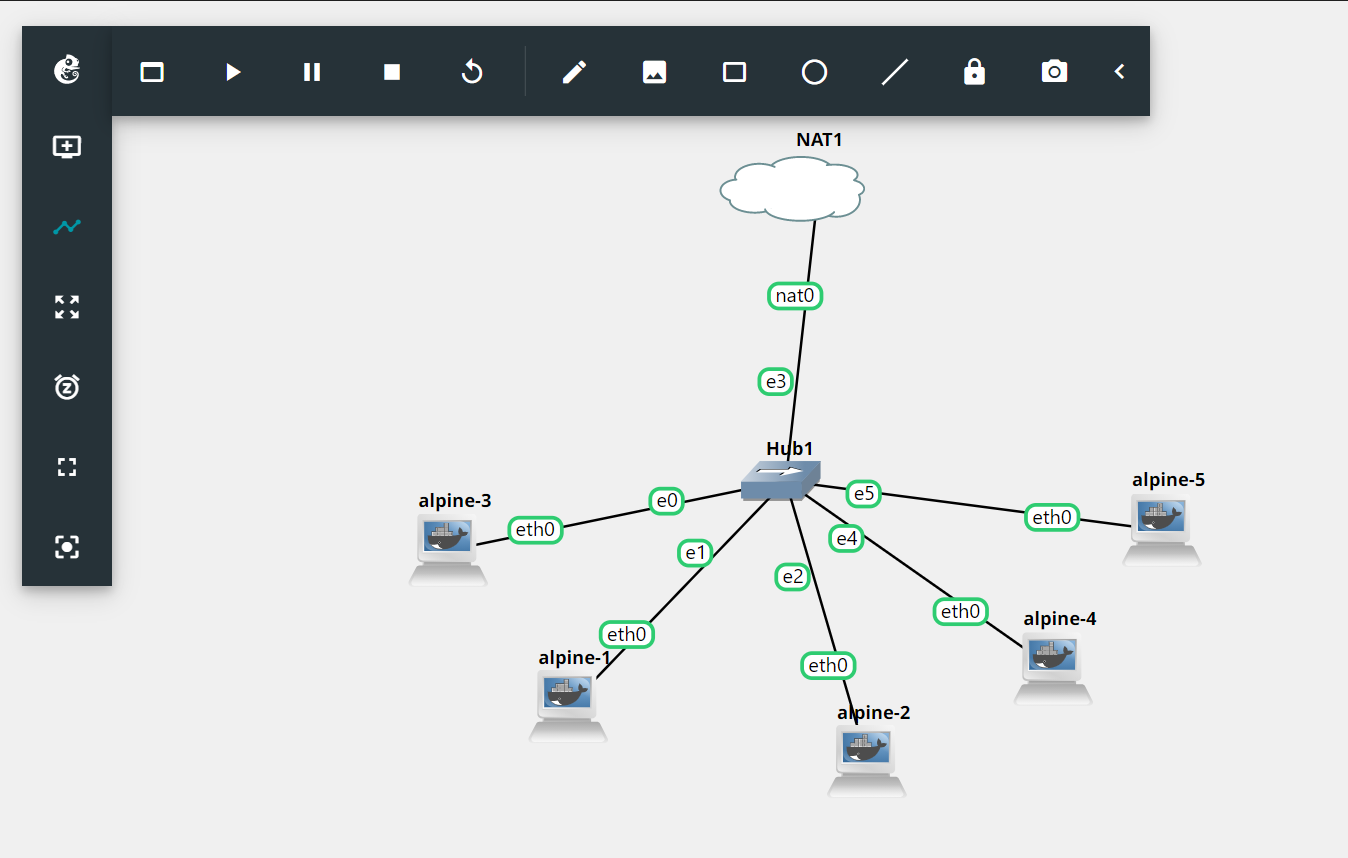 NAT1
nat0
e3
Hub1
alpine-5
e5
e0
alpine-3
eth0
eth0
e4
e1
e2
eth0
alpine-4
eth0
alpine-1
eth0
alpine-2